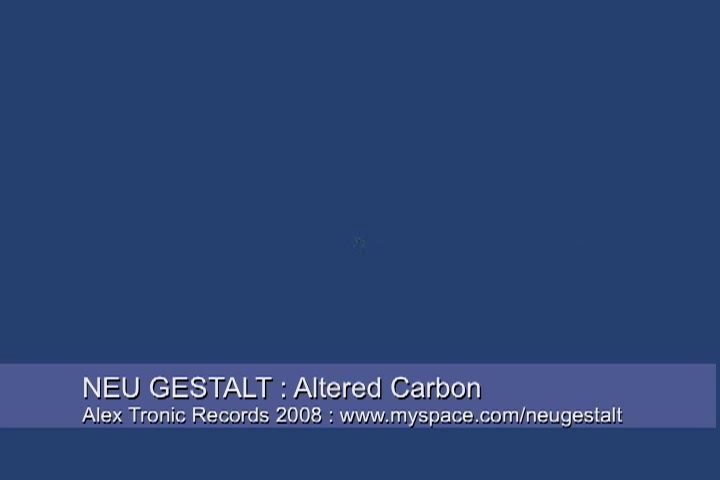 NEU GESTALT : Altered Carbon
Alex Tronic Records 2008 : www.myspace.com/neugestalt